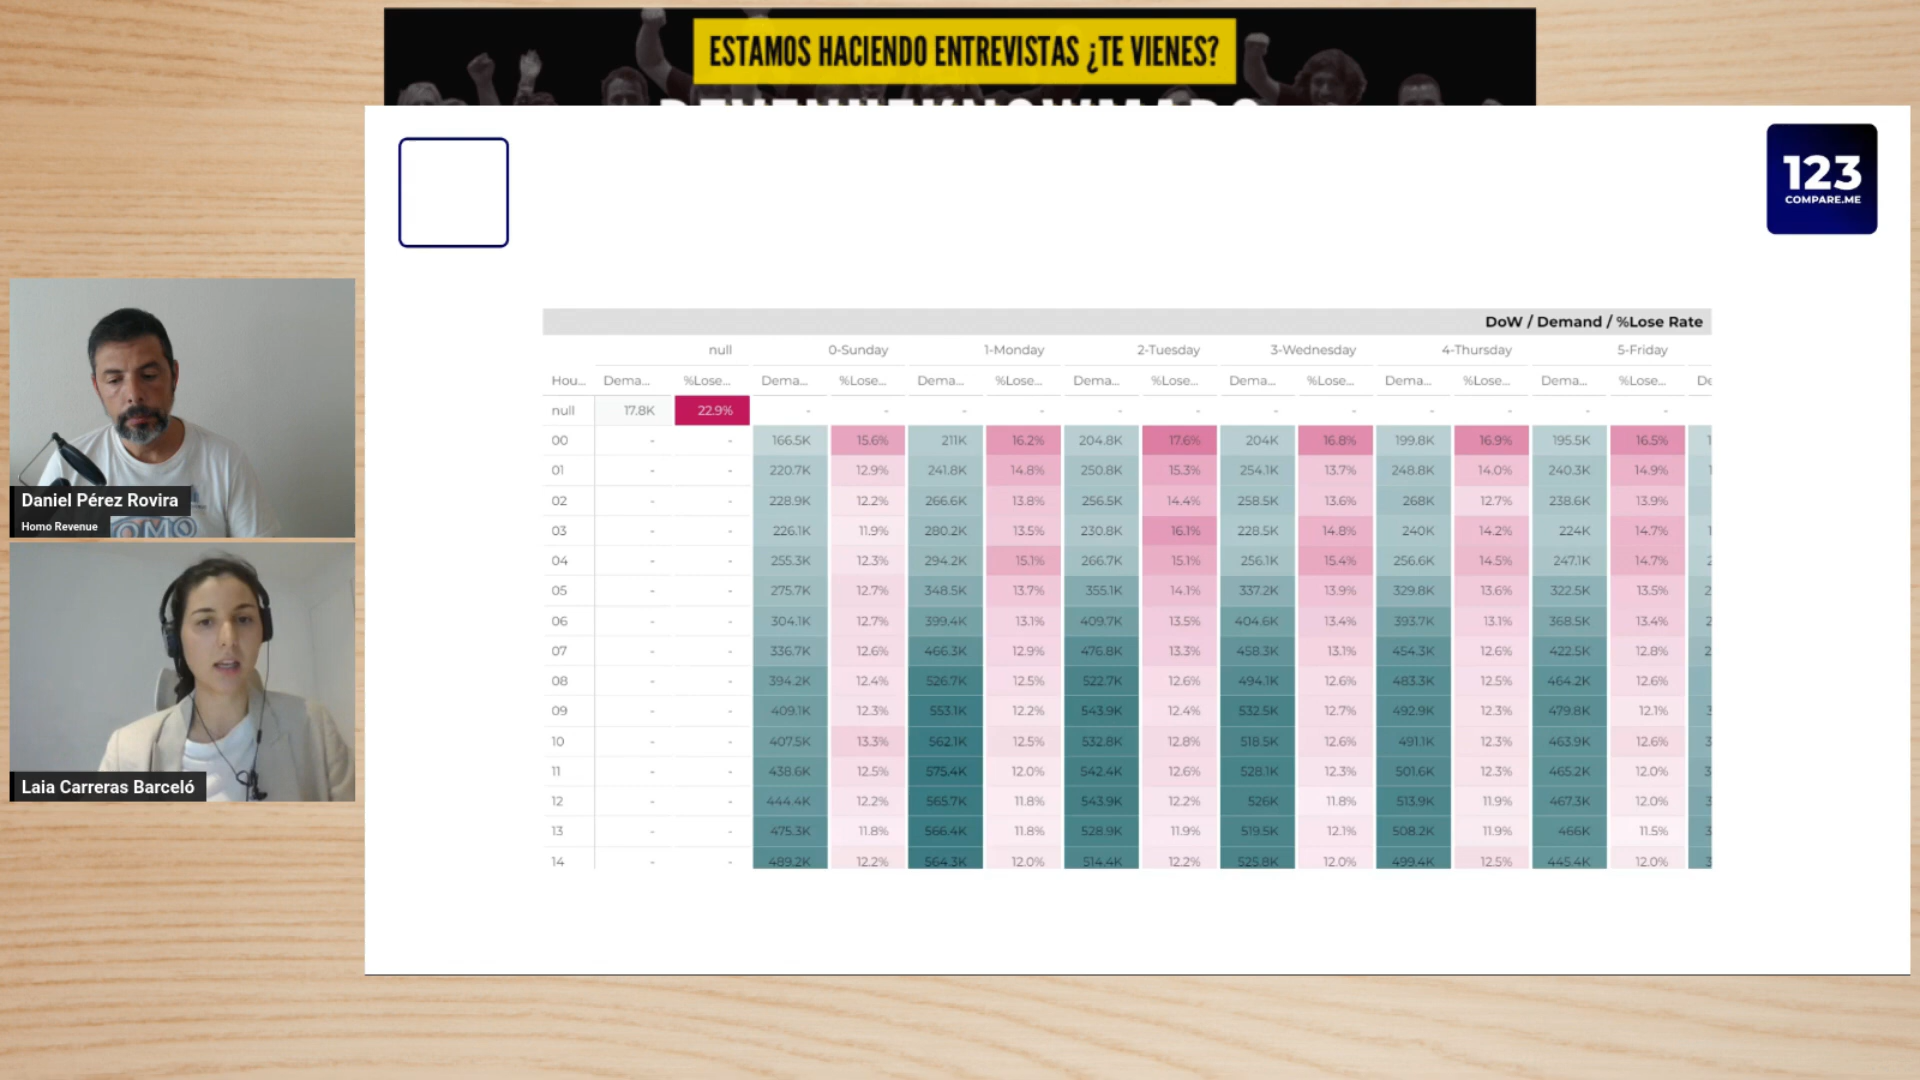 ESTAMOS HACIENDO ENTREVISTAS ¿TE VIENES?
123
COMPARE.ME
Daniel Pérez Rovira
Homo Revenue
Laia Carreras Barceló
DoW / Demand / %Lose Rate
null 0-Sunday 1-Monday 2-Tuesday 3-Wednesday 4-Thursday 5-Friday
Hou... Dema... %Lose... Dema... %Lose... Dema... %Lose... Dema... %Lose... Dema... %Lose... Dema... %Lose... Dema... %Lose... De
null 17.8K 22.9% - - - - - - - - - - - -
00 - - 166.5K 15.6% 211K 16.2% 204.8K 17.6% 204K 16.8% 199.8K 16.9% 195.5K 16.5% 1
01 - - 220.7K 12.9% 241.8K 14.8% 250.8K 15.3% 254.1K 13.7% 248.8K 14.0% 240.3K 14.9% 1
02 - - 228.9K 12.2% 266.6K 13.8% 256.5K 14.4% 258.5K 13.6% 268K 12.7% 238.6K 13.9%
03 - - 226.1K 11.9% 280.2K 13.5% 230.8K 16.1% 228.5K 14.8% 240K 14.2% 224K 14.7% 1
04 - - 255.3K 12.3% 294.2K 15.1% 266.7K 15.1% 256.1K 15.4% 256.6K 14.5% 247.1K 14.7% 2
05 - - 275.7K 12.7% 348.5K 13.7% 355.1K 14.1% 337.2K 13.9% 329.8K 13.6% 322.5K 13.5% 2
06 - - 304.1K 12.7% 399.4K 13.1% 409.7K 13.5% 404.6K 13.4% 393.7K 13.1% 368.5K 13.4% 2
07 - - 336.7K 12.6% 466.3K 12.9% 476.8K 13.3% 458.3K 13.1% 454.3K 12.6% 422.5K 12.8% 2
08 - - 394.2K 12.4% 526.7K 12.5% 522.7K 12.6% 494.1K 12.6% 483.3K 12.5% 464.2K 12.6%
09 - - 409.1K 12.3% 553.1K 12.2% 543.9K 12.4% 532.5K 12.7% 492.9K 12.3% 479.8K 12.1% 3
10 - - 407.5K 13.3% 562.1K 12.5% 532.8K 12.8% 518.5K 12.6% 491.1K 12.3% 463.9K 12.6% 3
11 - - 438.6K 12.5% 575.4K 12.0% 542.4K 12.6% 528.1K 12.3% 501.6K 12.3% 465.2K 12.0% 3
12 - - 444.4K 12.2% 565.7K 11.8% 543.9K 12.2% 526K 11.8% 513.9K 11.9% 467.3K 12.0% 3
13 - - 475.3K 11.8% 566.4K 11.8% 528.9K 11.9% 519.5K 12.1% 508.2K 11.9% 466K 11.5% 3
14 - - 489.2K 12.2% 564.3K 12.0% 514.4K 12.2% 525.8K 12.0% 499.4K 12.5% 445.4K 12.0% 3